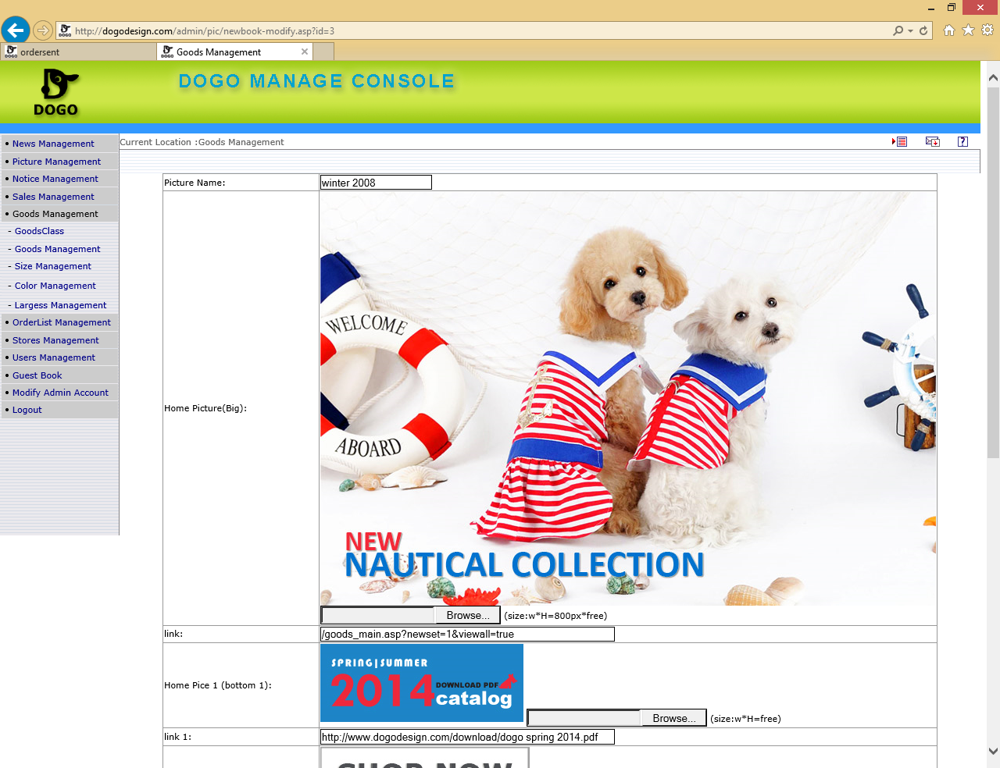 http://dogodesign.com/admin/pic/newbook-modify.asp?id=3
DOGO ordersent
DOGO Goods Management
DOGO
DOGO MANAGE CONSOLE
Current Location :Goods Management
• News Management
• Picture Management
• Notice Management
• Sales Management
• Goods Management
- GoodsClass
- Goods Management
- Size Management
- Color Management
- Largess Management
• OrderList Management
• Stores Management
• Users Management
• Guest Book
• Modify Admin Account
• Logout
Picture Name:
winter 2008
Home Picture(Big):
WELCOME
ABOARD
NEW
NAUTICAL COLLECTION
Browse...
(size:w*H=800px*free)
link:
/goods_main.asp?newset=1&viewall=true
Home Pice 1 (bottom 1):
SPRING|SUMMER
2014
DOWNLOAD PDF
catalog
Browse...
(size:w*H=free)
link 1:
http://www.dogodesign.com/download/dogo spring 2014.pdf
SHOP NOW